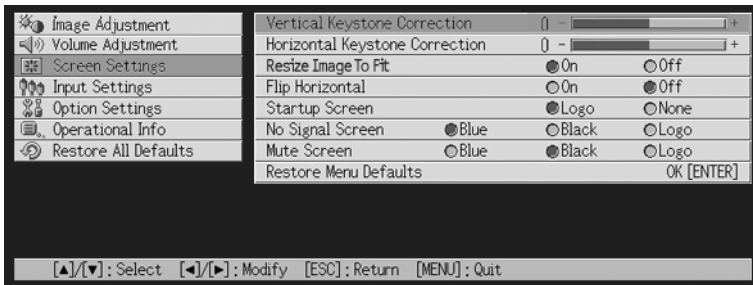 Image Adjustment
Volume Adjustment
Screen Settings
Input Settings
Option Settings
Operational Info
Restore All Defaults
Vertical Keystone Correction 0 - +
Horizontal Keystone Correction 0 - +
Resize Image To Fit On Off
Flip Horizontal On Off
Startup Screen Logo None
No Signal Screen Blue Black Logo
Mute Screen Blue Black Logo
Restore Menu Defaults OK [ENTER]
[▲]/[▼]:Select [◄]/[►]:Modify [ESC]:Return [MENU]:Quit